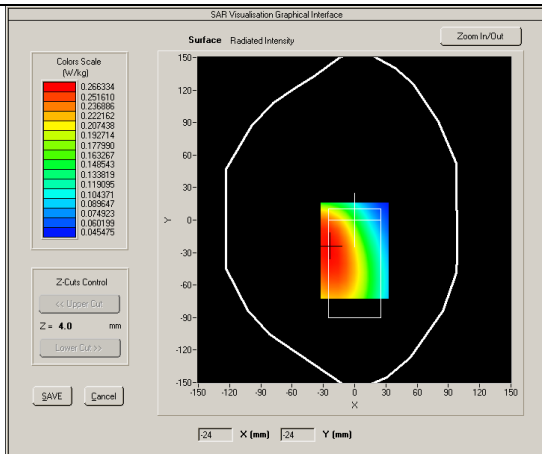 SAR Visualisation Graphical Interface
Surface Radiated Intensity
Zoom In/Out
Colors Scale
(W/kg)
0.266334
0.251610
0.236886
0.222162
0.207438
0.192714
0.177990
0.163267
0.148543
0.133819
0.119095
0.104371
0.089647
0.074923
0.060199
0.045475
Z-Cuts Control
<< Upper Cut
Z = 4.0 mm
Lower Cut >>
SAVE Cancel
150-
120-
90-
60-
30-
0-
-30-
-60-
-90-
-120-
-150-
Y
-150 -120 -90 -60 -30 0 30 60 90 120 150
X
-24 X (mm) -24 Y (mm)